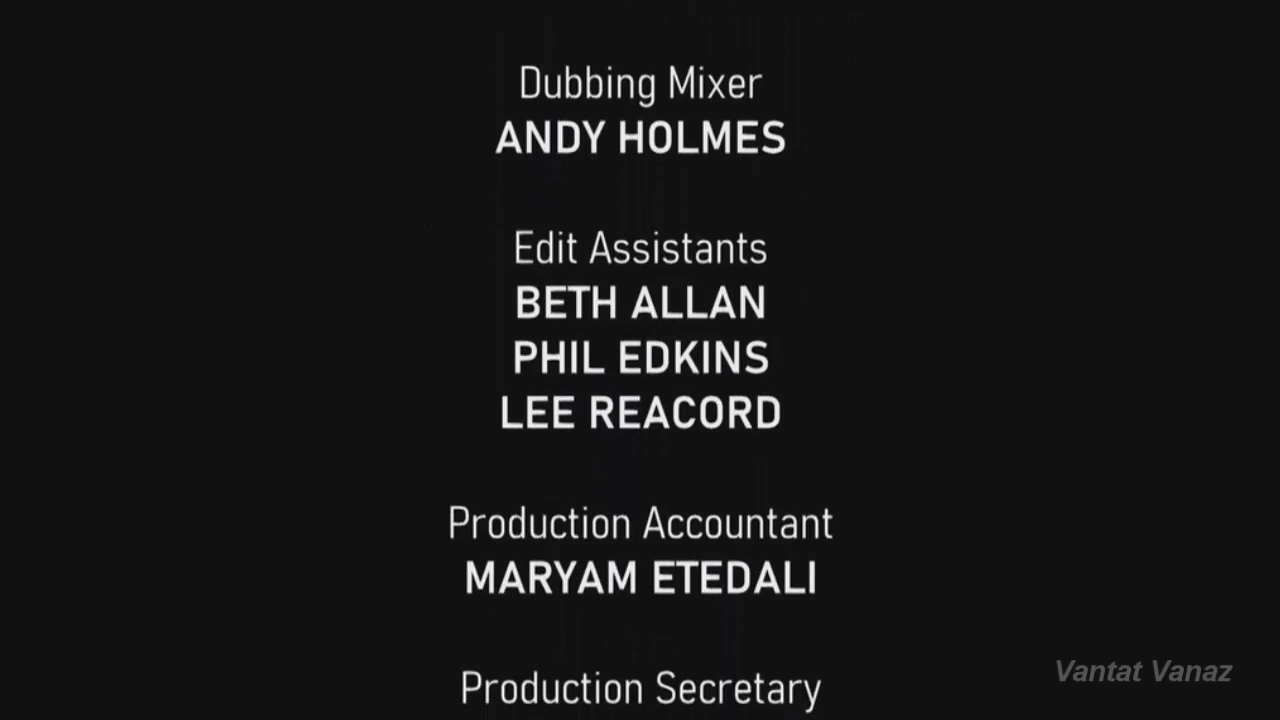 Dubbing Mixer
ANDY HOLMES
Edit Assistants
BETH ALLAN
PHIL EDKINS
LEE REACORD
Production Accountant
MARYAM ETEDALI
Production Secretary
Vantat Vanaz